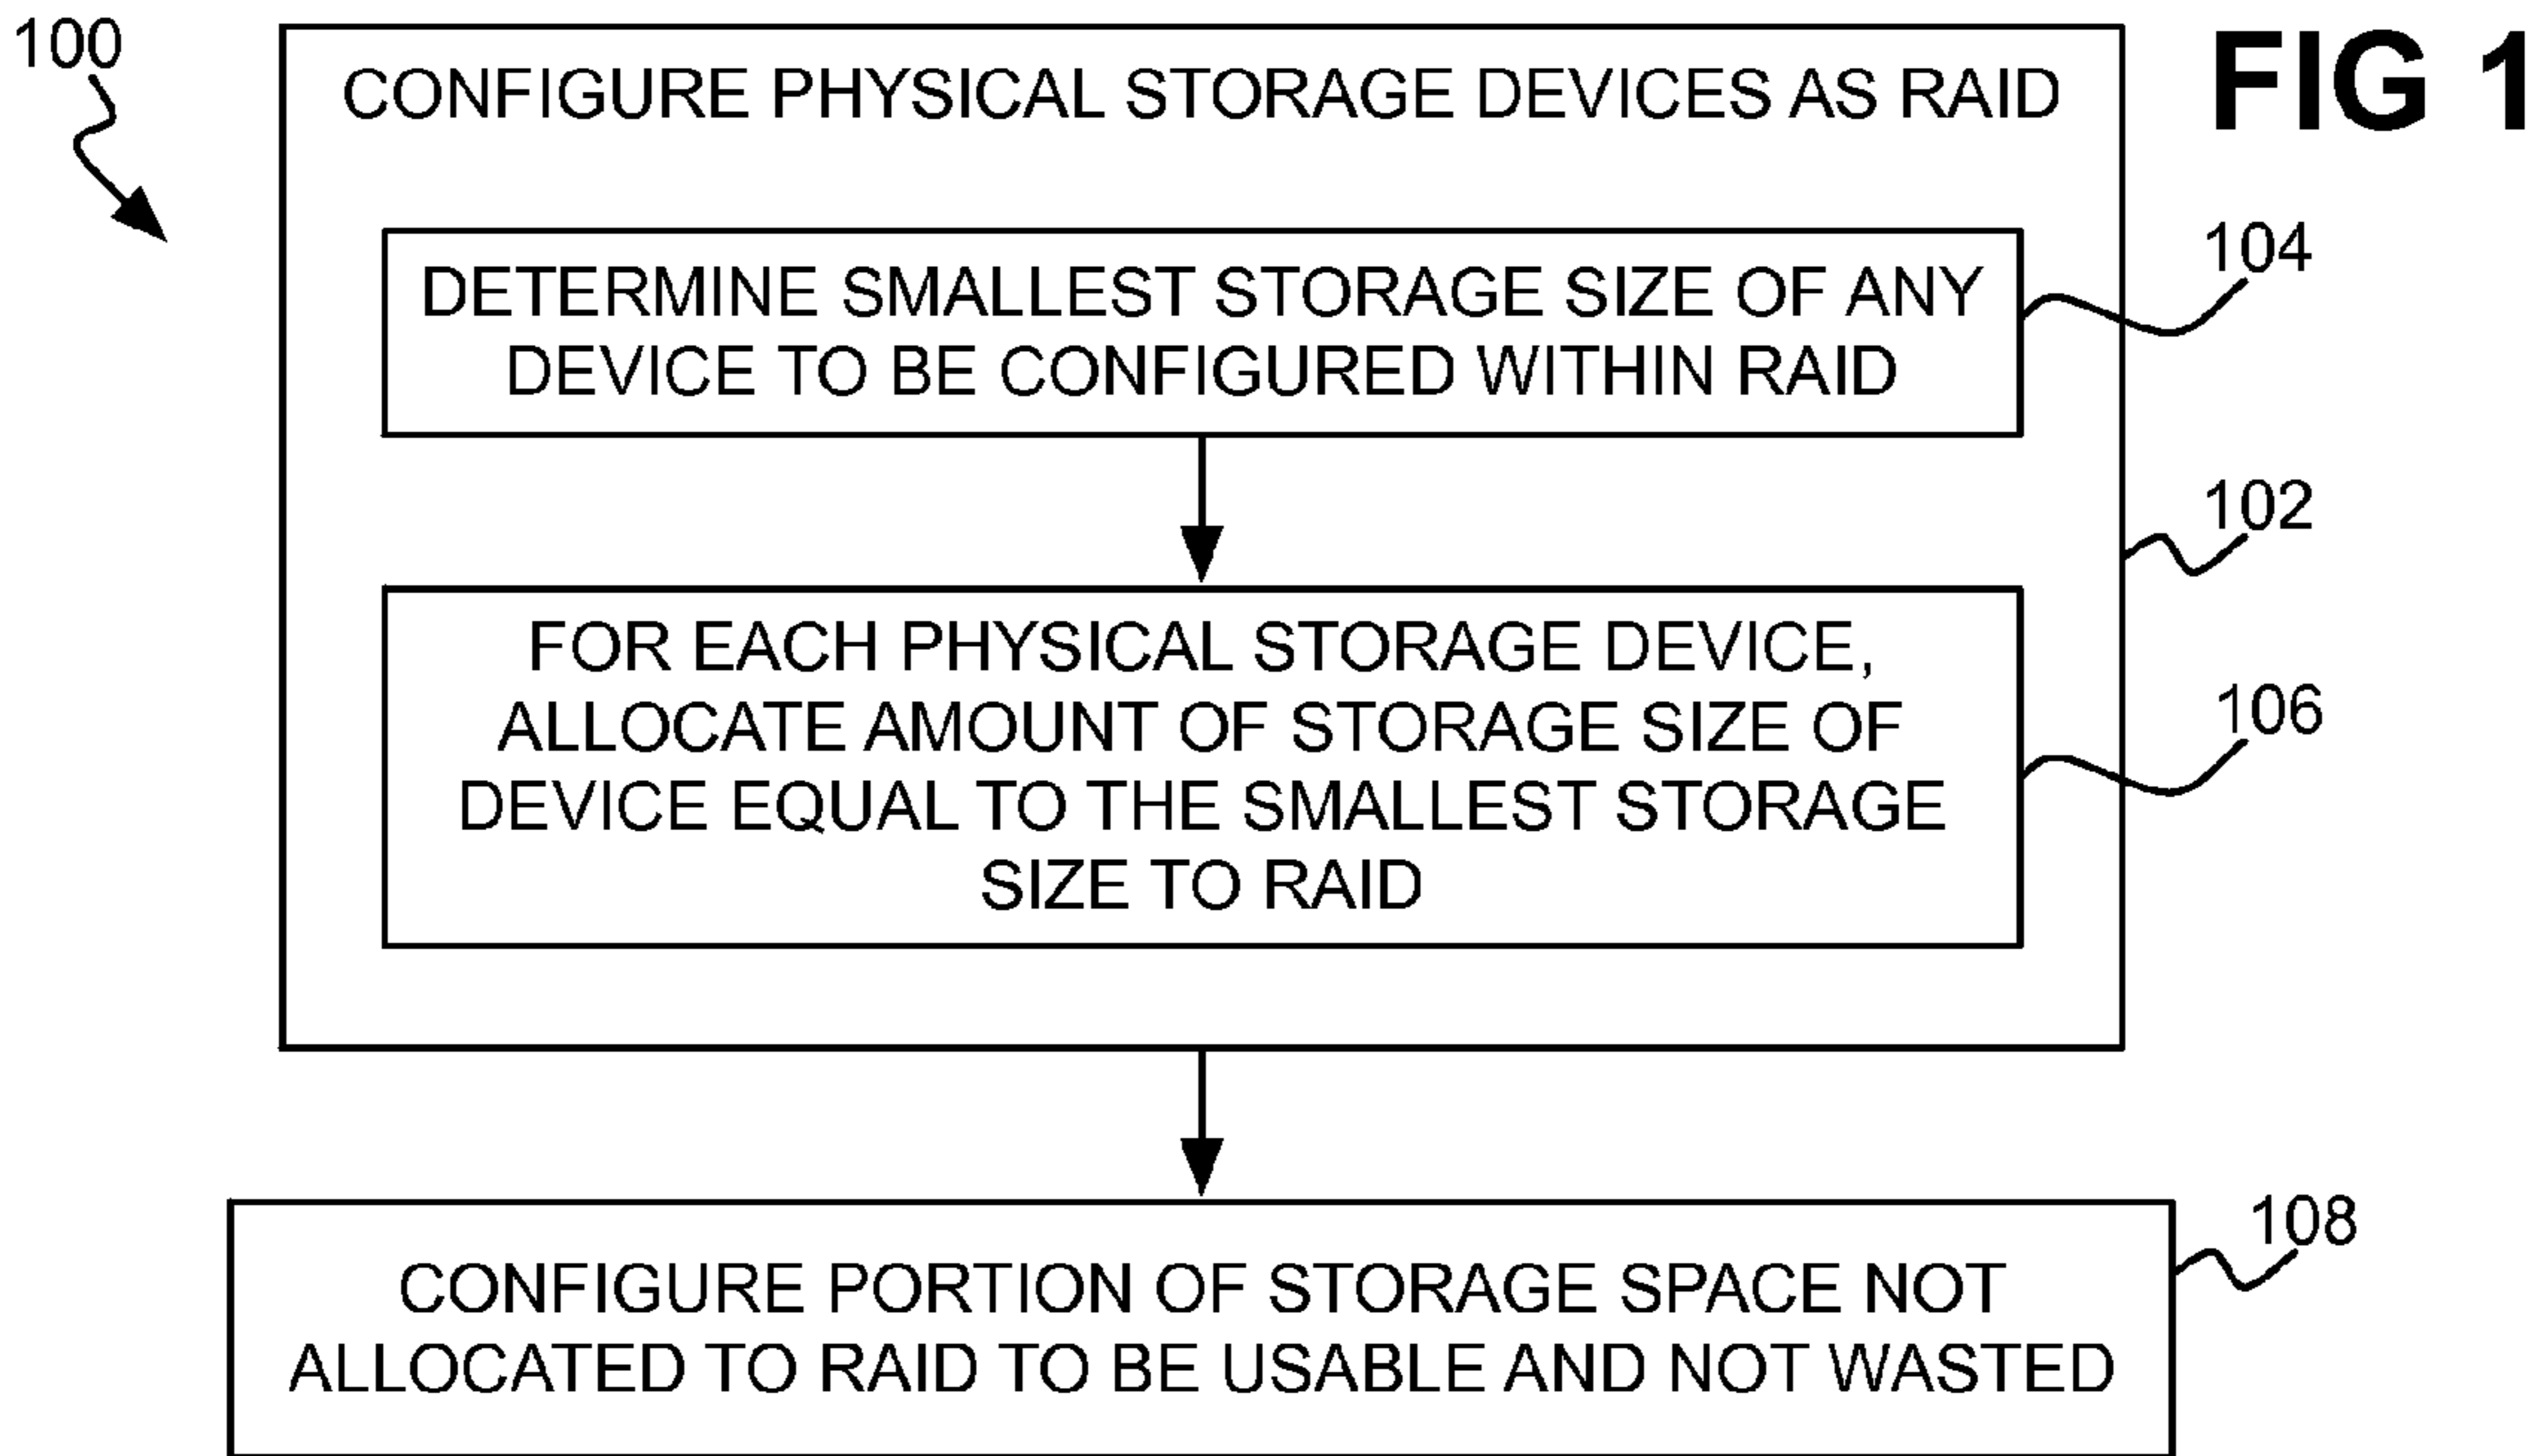 100
FIG 1
CONFIGURE PHYSICAL STORAGE DEVICES AS RAID
104
DETERMINE SMALLEST STORAGE SIZE OF ANY
DEVICE TO BE CONFIGURED WITHIN RAID
102
FOR EACH PHYSICAL STORAGE DEVICE,
ALLOCATE AMOUNT OF STORAGE SIZE OF
DEVICE EQUAL TO THE SMALLEST STORAGE
SIZE TO RAID
106
108
CONFIGURE PORTION OF STORAGE SPACE NOT
ALLOCATED TO RAID TO BE USABLE AND NOT WASTED